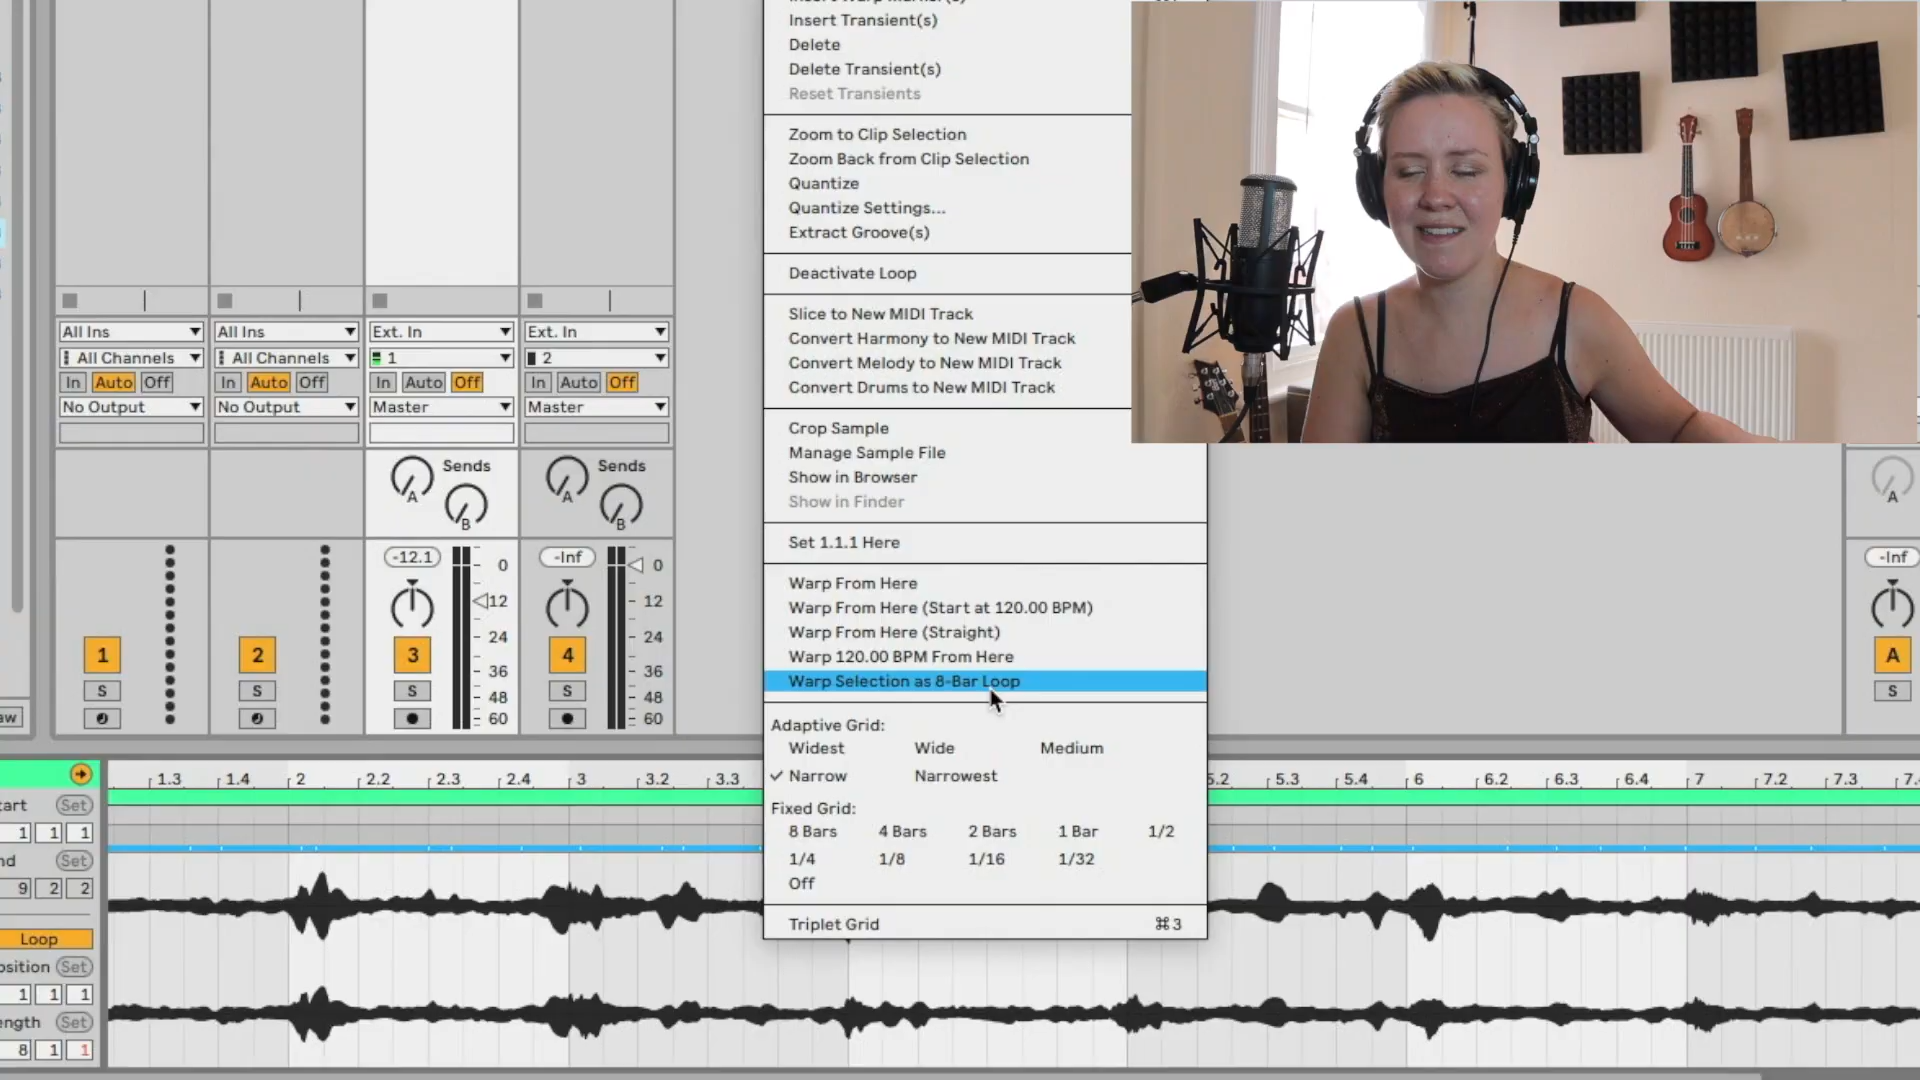 Insert Transient(s)
Delete
Delete Transient(s)
Reset Transients
Zoom to Clip Selection
Zoom Back from Clip Selection
Quantize
Quantize Settings...
Extract Groove(s)
Deactivate Loop
Slice to New MIDI Track
Convert Harmony to New MIDI Track
Convert Melody to New MIDI Track
Convert Drums to New MIDI Track
Crop Sample
Manage Sample File
Show in Browser
Show in Finder
Set 1.1.1 Here
Warp From Here
Warp From Here (Start at 120.00 BPM)
Warp From Here (Straight)
Warp 120.00 BPM From Here
Warp Selection as 8-Bar Loop
Adaptive Grid:
Widest Wide Medium
Narrow Narrowest
Fixed Grid:
8 Bars 4 Bars 2 Bars 1 Bar 1/2
1/4 1/8 1/16 1/32
Off
Triplet Grid ⌘3
All Ins All Ins Ext. In Ext. In
All Channels All Channels 1 2
In Auto Off In Auto Off In Auto Off In Auto Off
No Output No Output Master Master
Sends Sends
A A A
B B
-12.1 -Inf -Inf
0 0
12 12
24 24
1 2 3 4 A
36 36
S S S S S
48 48
60 60
1.3 1.4 2 2.2 2.3 2.4 3 3.2 3.3 5.2 5.3 5.4 6 6.2 6.3 6.4 7 7.2 7.3 7.4
art Set
1 1 1
nd Set
9 2 2
Loop
osition Set
1 1 1
ength Set
8 1 1